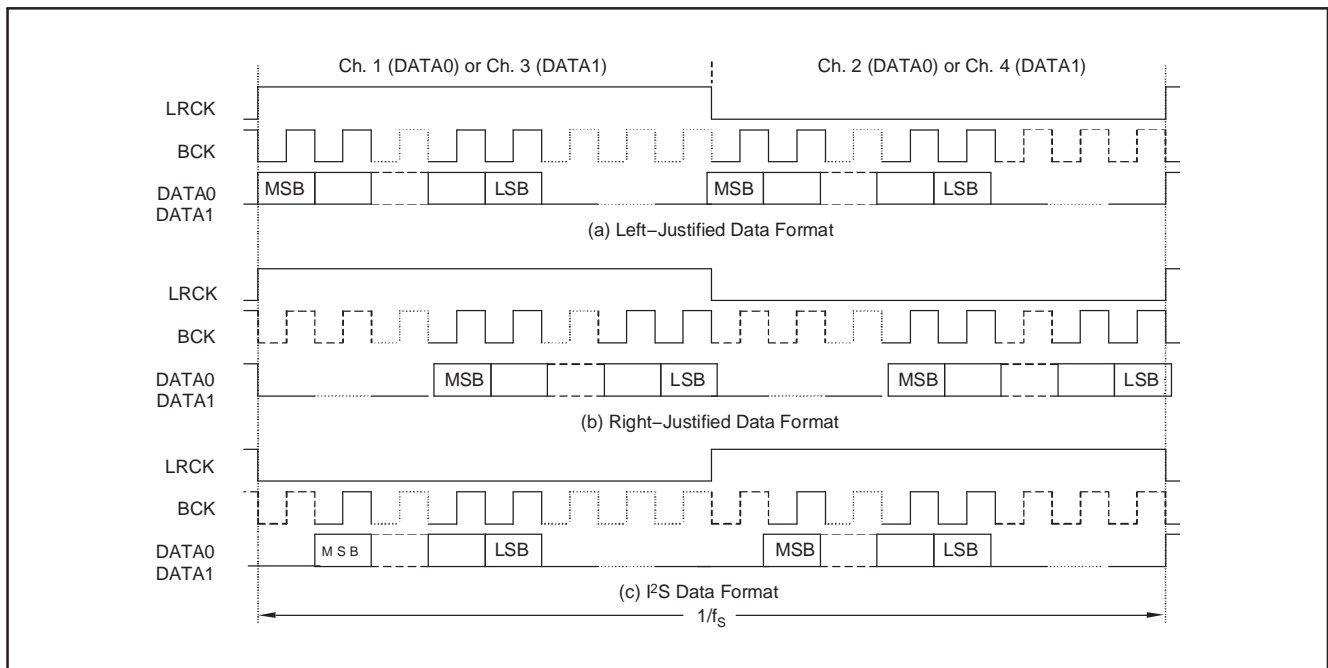 Ch. 1 (DATA0) or Ch. 3 (DATA1) Ch. 2 (DATA0) or Ch. 4 (DATA1)
LRCK
BCK
MSB LSB MSB LSB
DATA0
DATA1
(a) Left−Justified Data Format
LRCK
BCK
DATA0 MSB LSB MSB LSB
DATA1
(b) Right−Justified Data Format
LRCK
BCK
DATA0 MSB LSB MSB LSB
DATA1
(c) I²S Data Format
1/fS